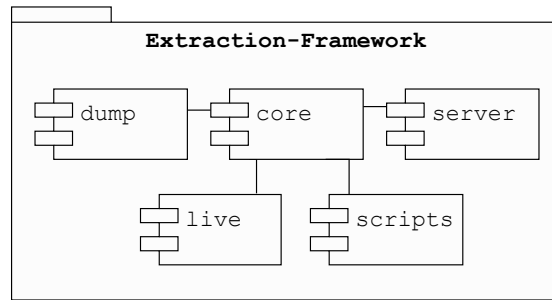 Extraction-Framework
dump
core
server
live
scripts